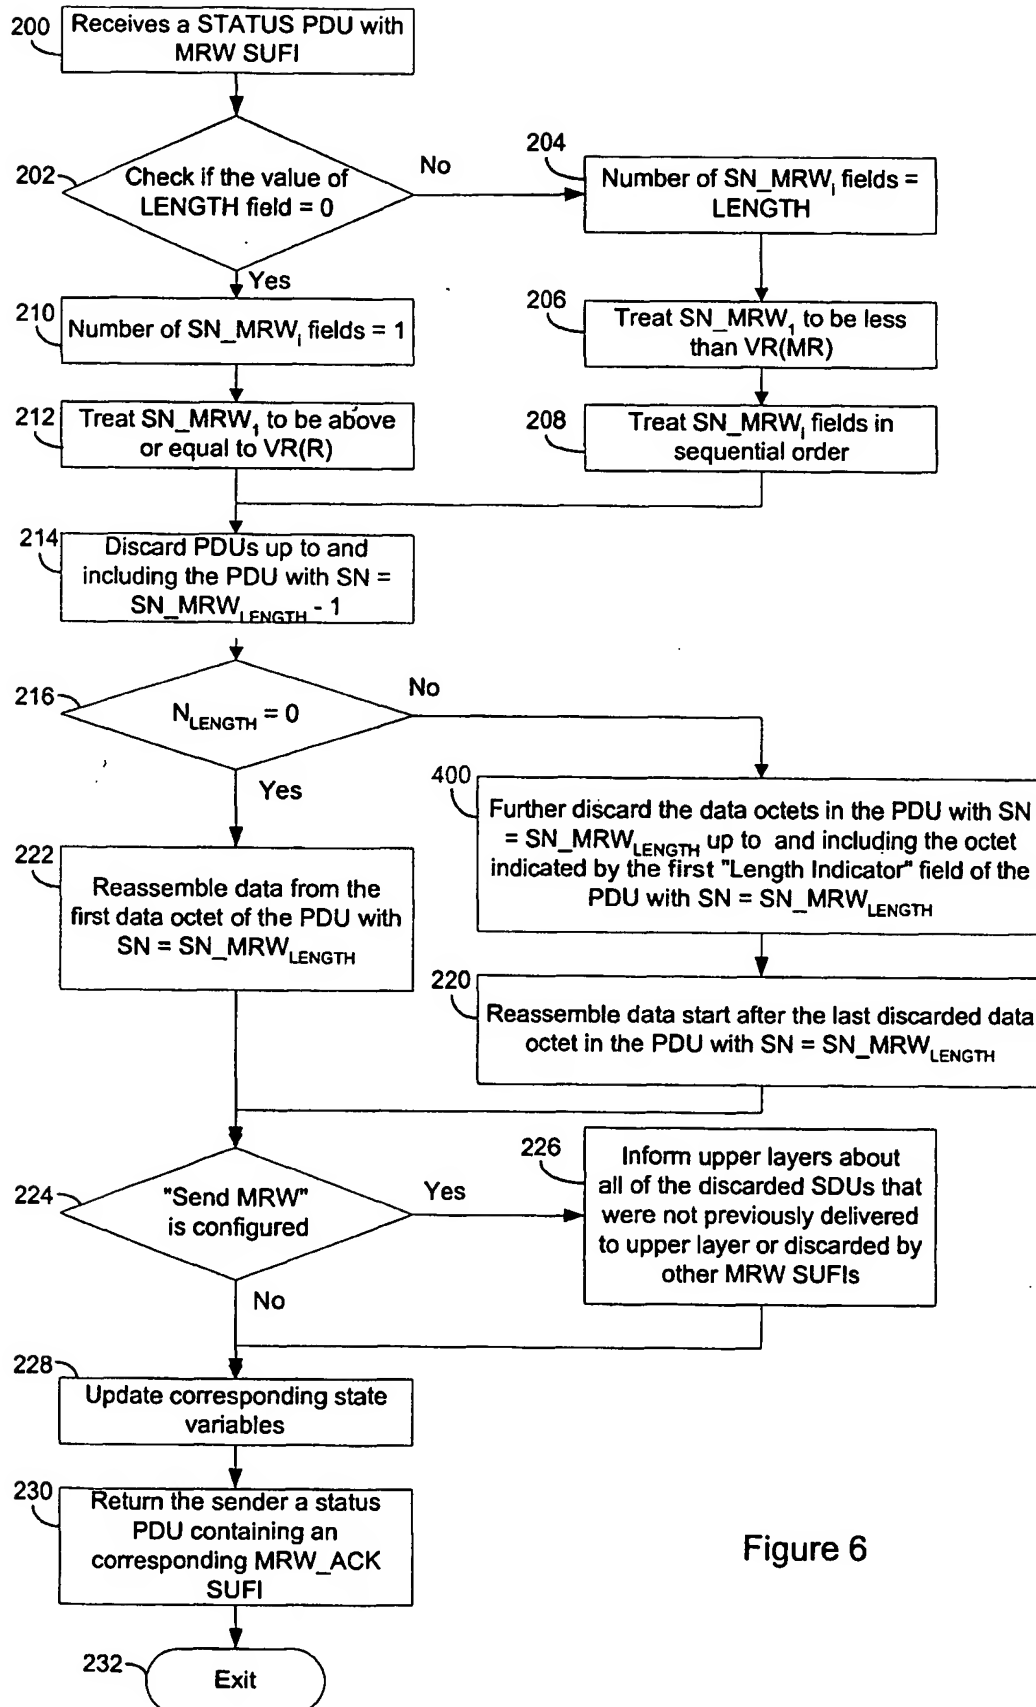 200
Receives a STATUS PDU with
MRW SUFI
202
Check if the value of
LENGTH field = 0
No
Yes
204
Number of SN_MRWi fields =
LENGTH
206
Treat SN_MRW1 to be less
than VR(MR)
208
Treat SN_MRWi fields in
sequential order
210
Number of SN_MRWi fields = 1
212
Treat SN_MRW1 to be above
or equal to VR(R)
214
Discard PDUs up to and
including the PDU with SN =
SN_MRWLENGTH - 1
216
NLENGTH = 0
No
Yes
400
Further discard the data octets in the PDU with SN
= SN_MRWLENGTH up to and including the octet
indicated by the first "Length Indicator" field of the
PDU with SN = SN_MRWLENGTH
222
Reassemble data from the
first data octet of the PDU with
SN = SN_MRWLENGTH
220
Reassemble data start after the last discarded data
octet in the PDU with SN = SN_MRWLENGTH
224
"Send MRW"
is configured
Yes
No
226
Inform upper layers about
all of the discarded SDUs that
were not previously delivered
to upper layer or discarded by
other MRW SUFIs
228
Update corresponding state
variables
230
Return the sender a status
PDU containing an
corresponding MRW_ACK
SUFI
232
Exit
Figure 6